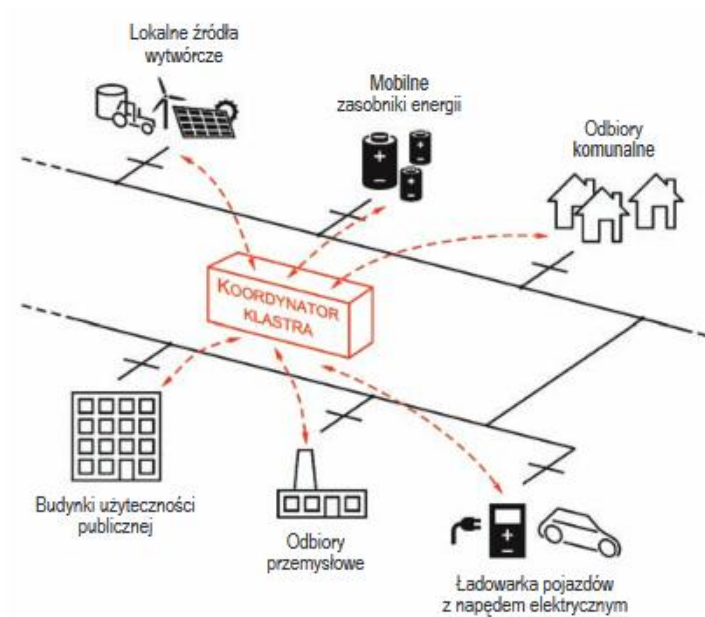 Lokalne źródła
wytwórcze
Mobilne
zasobniki energii
Odbiory
komunalne
KOORDYNATOR
KLASTRA
Budynki użyteczności
publicznej
Odbiory
przemysłowe
Ładowarka pojazdów
z napędem elektrycznym